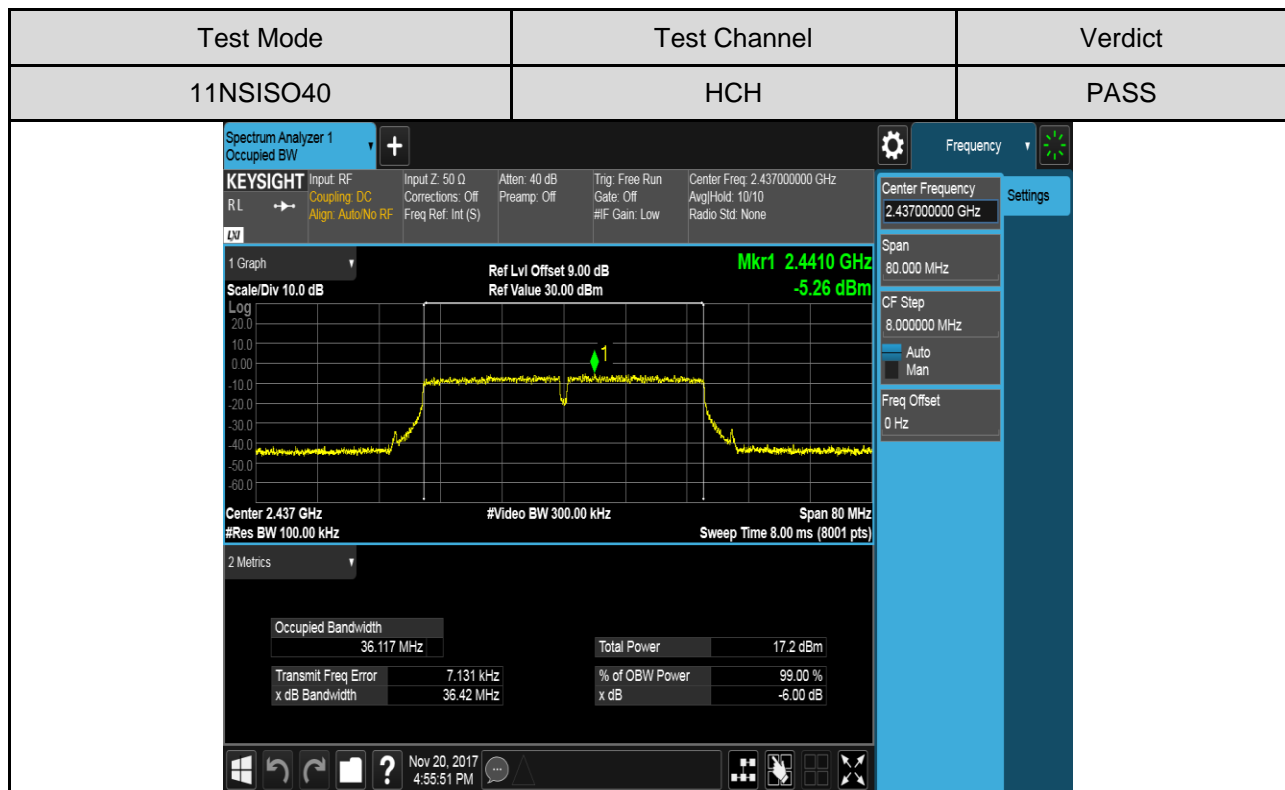 Test Mode Test Channel Verdict
11NSISO40 HCH PASS
Spectrum Analyzer 1
Occupied BW
+
Frequency
KEYSIGHT Input: RF Input Z: 50 Ω Atten: 40 dB Trig: Free Run Center Freq: 2.437000000 GHz
RL Coupling: DC Corrections: Off Preamp: Off Gate: Off Avg|Hold: 10/10
Align: Auto/No RF Freq Ref: Int (S) #IF Gain: Low Radio Std: None
LXI
Center Frequency
2.437000000 GHz
Settings
Span
80.000 MHz
CF Step
8.000000 MHz
Auto
Man
Freq Offset
0 Hz
1 Graph Ref Lvl Offset 9.00 dB Mkr1 2.4410 GHz
Scale/Div 10.0 dB Ref Value 30.00 dBm -5.26 dBm
Log
20.0
10.0
1
0.00
-10.0
-20.0
-30.0
-40.0
-50.0
-60.0
Center 2.437 GHz #Video BW 300.00 kHz Span 80 MHz
#Res BW 100.00 kHz Sweep Time 8.00 ms (8001 pts)
2 Metrics
Occupied Bandwidth
36.117 MHz Total Power 17.2 dBm
Transmit Freq Error 7.131 kHz % of OBW Power 99.00 %
x dB Bandwidth 36.42 MHz x dB -6.00 dB
? Nov 20, 2017
4:55:51 PM